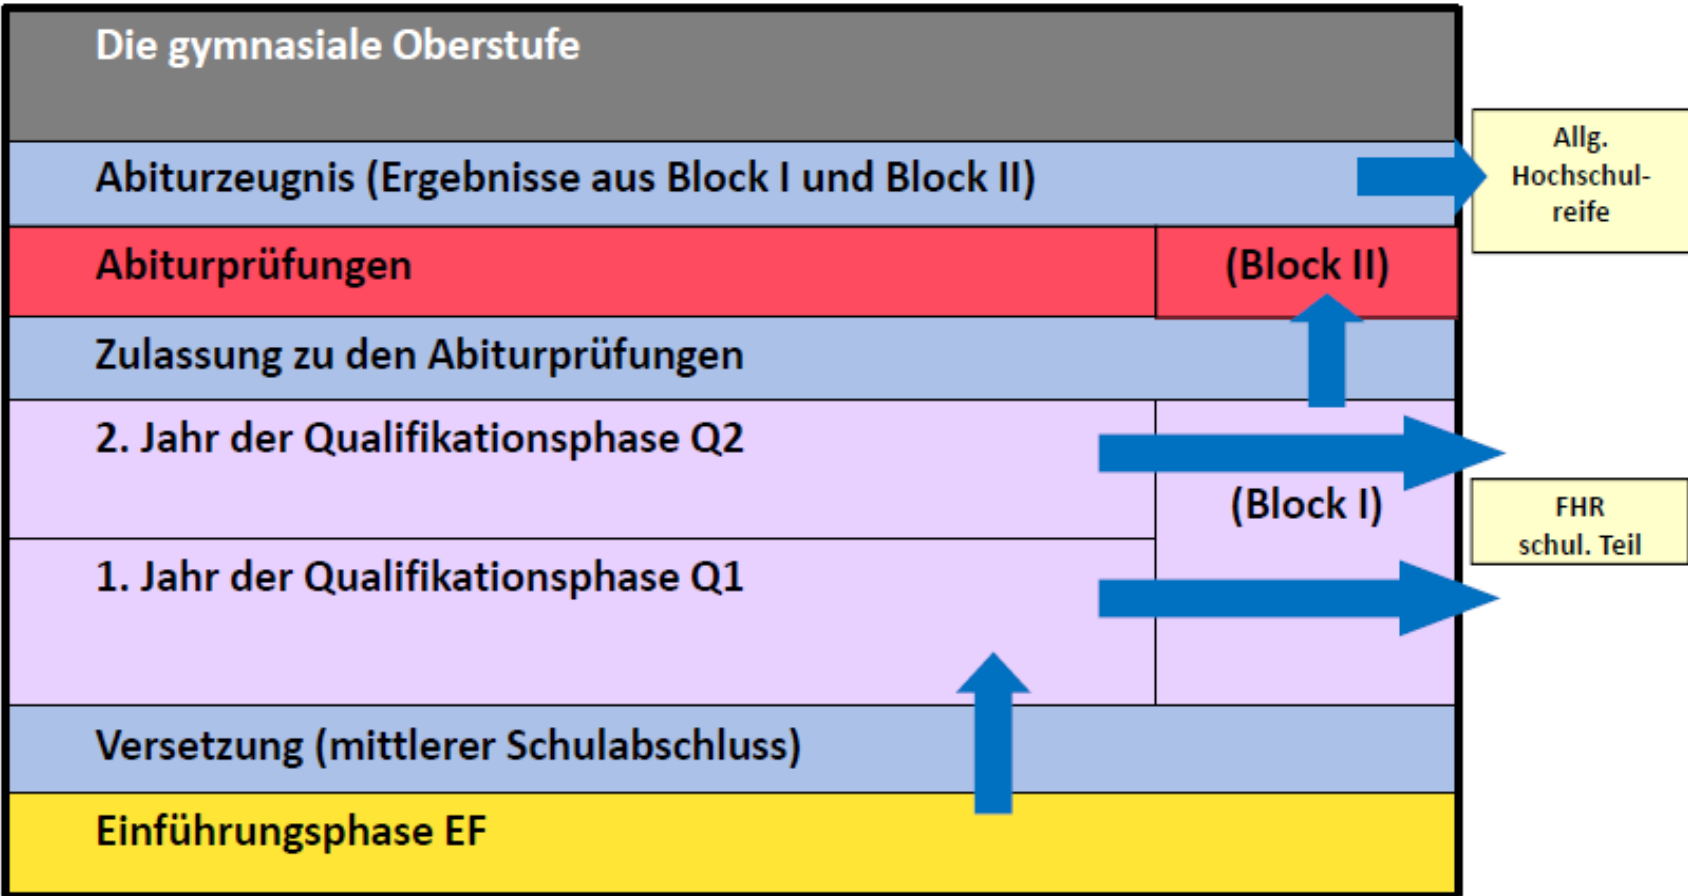 Die gymnasiale Oberstufe
Abiturzeugnis (Ergebnisse aus Block I und Block II)
Allg.
Hochschul-
reife
Abiturprüfungen
(Block II)
Zulassung zu den Abiturprüfungen
2. Jahr der Qualifikationsphase Q2
(Block I)
FHR
schul. Teil
1. Jahr der Qualifikationsphase Q1
Versetzung (mittlerer Schulabschluss)
Einführungsphase EF